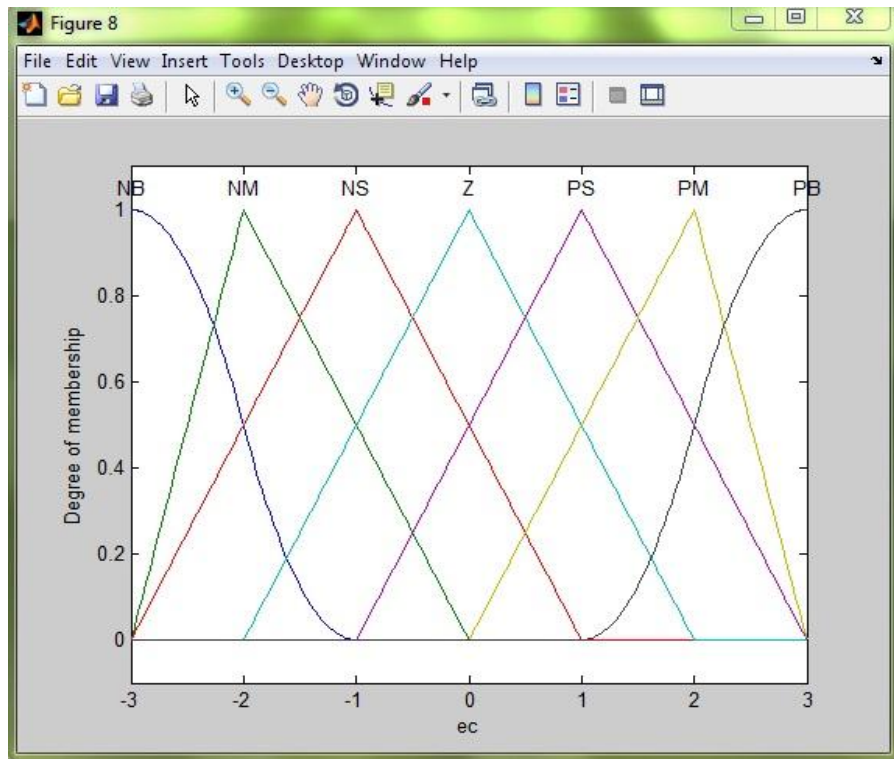 Figure 8
File Edit View Insert Tools Desktop Window Help
NB NM NS Z PS PM PB
1
0.8
0.6
0.4
0.2
0
Degree of membership
-3 -2 -1 0 1 2 3
ec